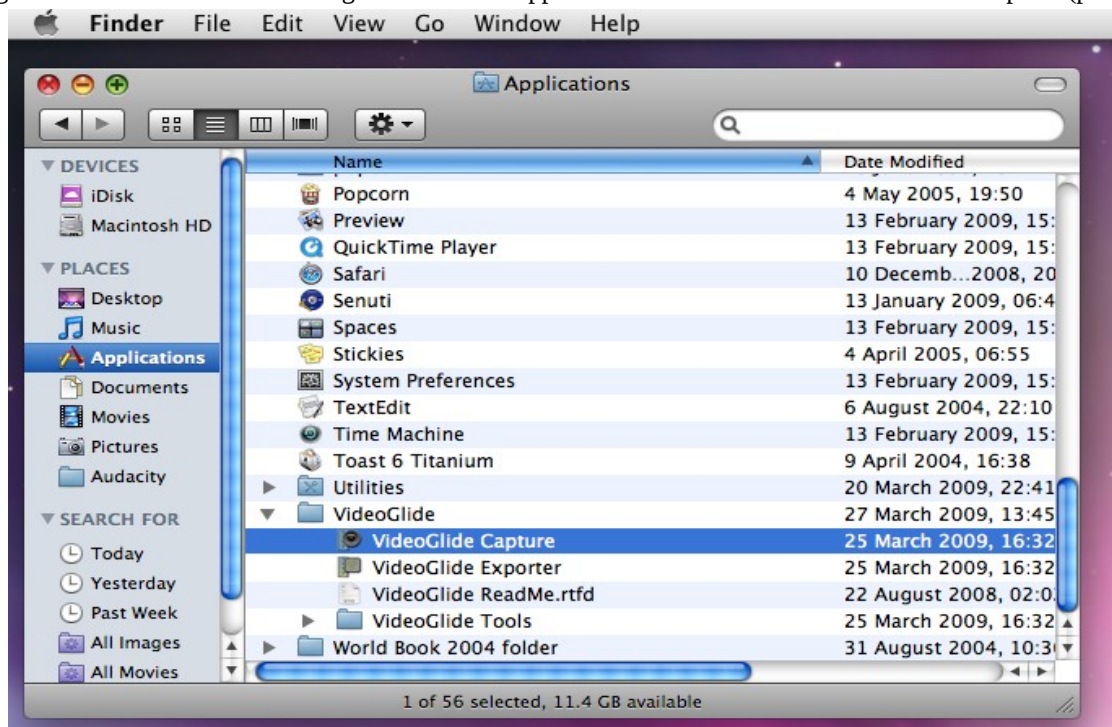 Finder File Edit View Go Window Help
Applications
Name Date Modified
DEVICES
iDisk
Macintosh HD
PLACES
Desktop
Music
Applications
Documents
Movies
Pictures
Audacity
SEARCH FOR
Today
Yesterday
Past Week
All Images
All Movies
Popcorn 4 May 2005, 19:50
Preview 13 February 2009, 15:
QuickTime Player 13 February 2009, 15:
Safari 10 Decemb...2008, 20
Senuti 13 January 2009, 06:4
Spaces 13 February 2009, 15:
Stickies 4 April 2005, 06:55
System Preferences 13 February 2009, 15:
TextEdit 6 August 2004, 22:10
Time Machine 13 February 2009, 15:
Toast 6 Titanium 9 April 2004, 16:38
Utilities 20 March 2009, 22:41
VideoGlide 27 March 2009, 13:45
VideoGlide Capture 25 March 2009, 16:32
VideoGlide Exporter 25 March 2009, 16:32
VideoGlide ReadMe.rtfd 22 August 2008, 02:0
VideoGlide Tools 25 March 2009, 16:32
World Book 2004 folder 31 August 2004, 10:3
1 of 56 selected, 11.4 GB available